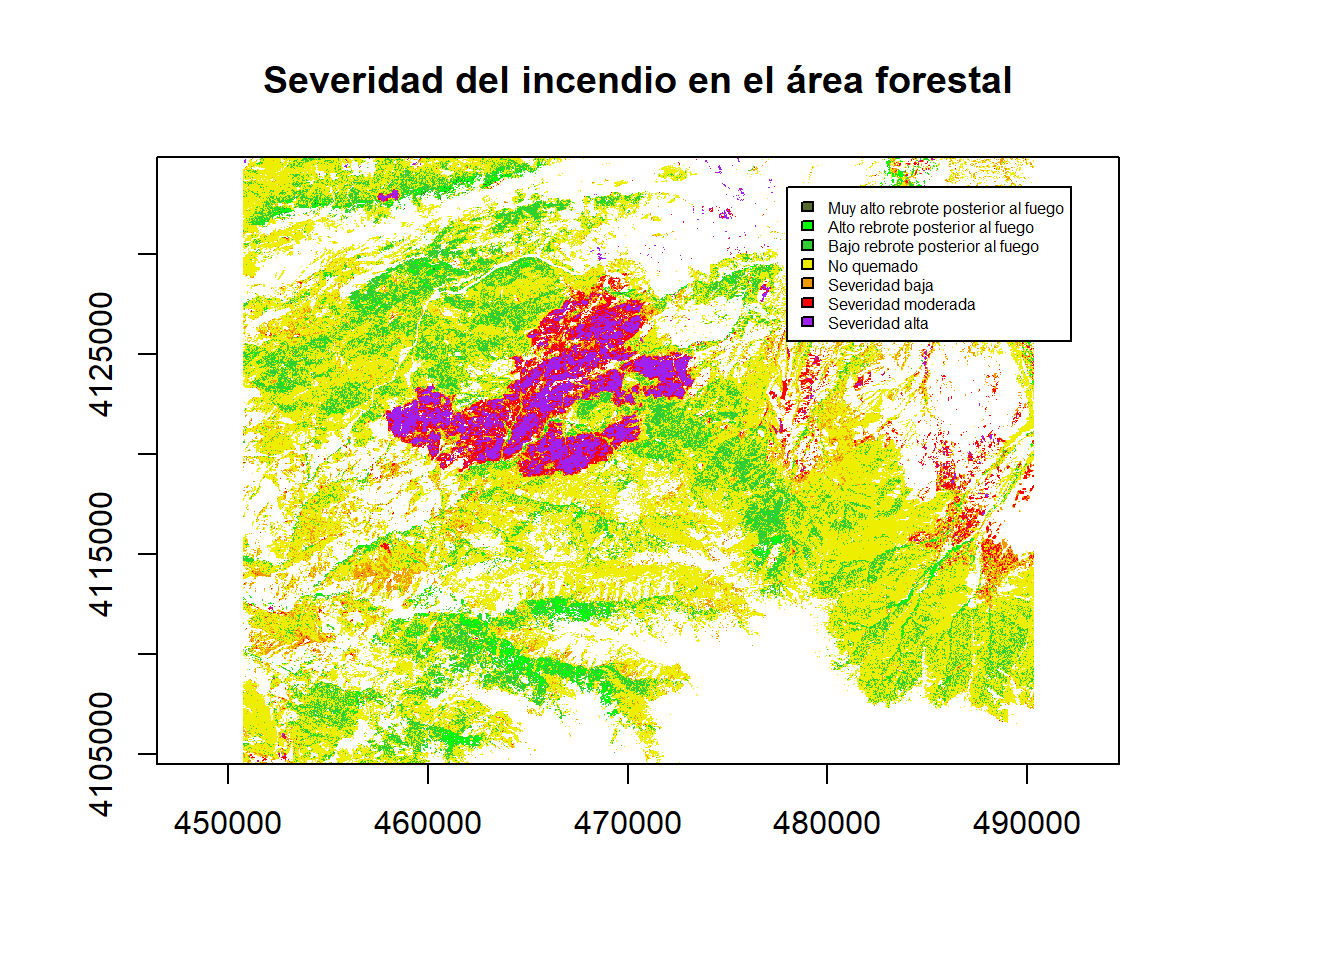 Severidad del incendio en el área forestal
Muy alto rebrote posterior al fuego
Alto rebrote posterior al fuego
Bajo rebrote posterior al fuego
No quemado
Severidad baja
Severidad moderada
Severidad alta
4125000
4115000
4105000
450000 460000 470000 480000 490000